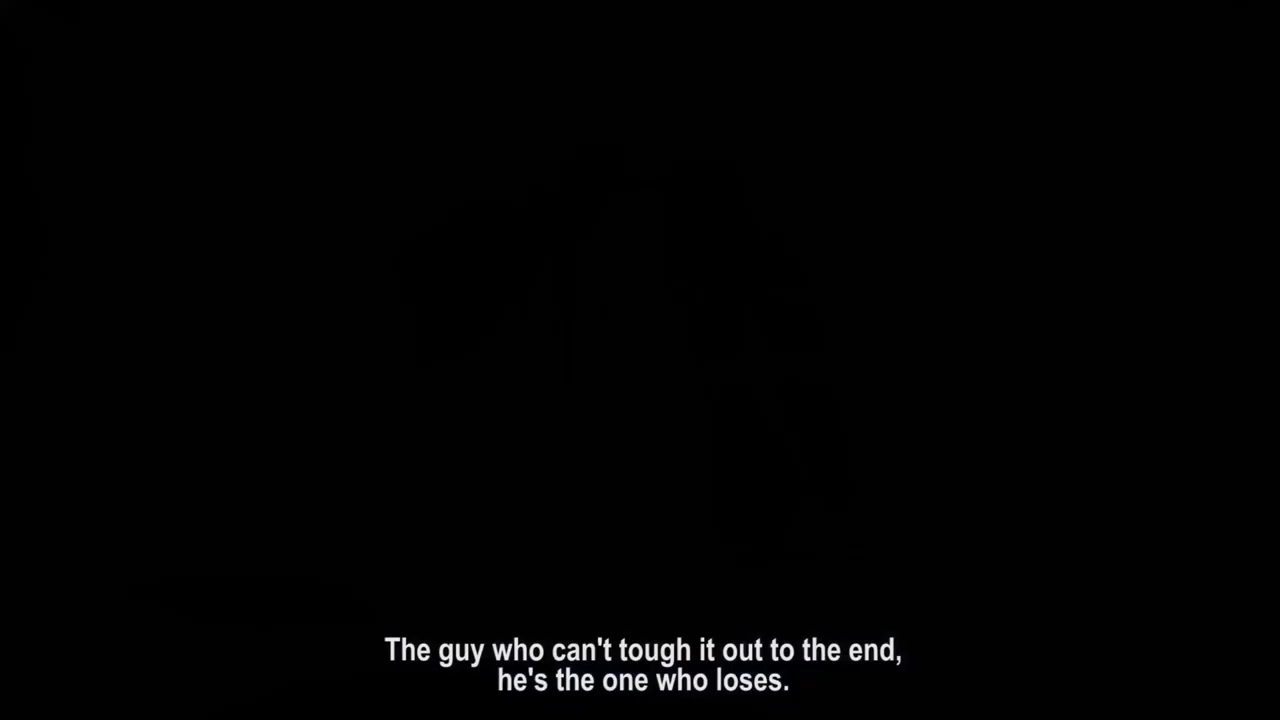 The guy who can't tough it out to the end,
he's the one who loses.